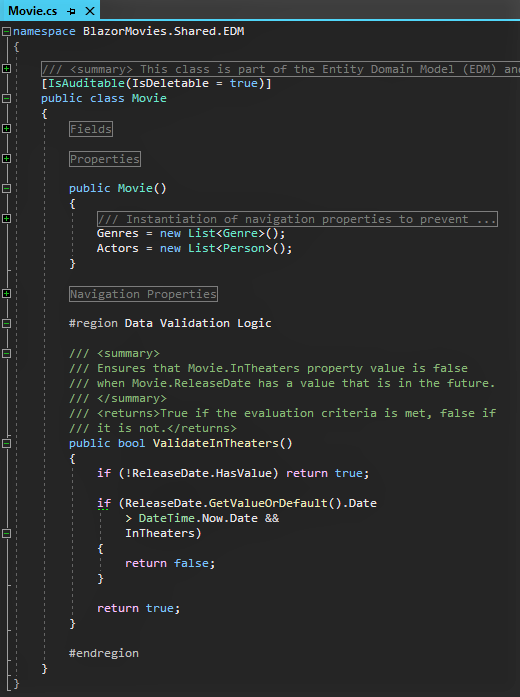 Movie.cs
namespace BlazorMovies.Shared.EDM
{
/// <summary> This class is part of the Entity Domain Model (EDM) and
[IsAuditable(IsDeletable = true)]
public class Movie
{
Fields
Properties
public Movie()
{
/// Instantiation of navigation properties to prevent ...
Genres = new List<Genre>();
Actors = new List<Person>();
}
Navigation Properties
#region Data Validation Logic
/// <summary>
/// Ensures that Movie.InTheaters property value is false
/// when Movie.ReleaseDate has a value that is in the future.
/// </summary>
/// <returns>True if the evaluation criteria is met, false if
/// it is not.</returns>
public bool ValidateInTheaters()
{
if (!ReleaseDate.HasValue) return true;
if (ReleaseDate.GetValueOrDefault().Date
> DateTime.Now.Date &&
InTheaters)
{
return false;
}
return true;
}
#endregion
}
}